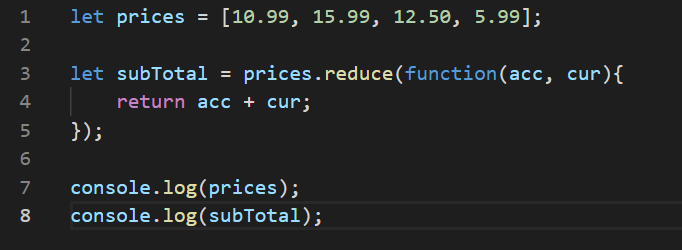 1 let prices = [10.99, 15.99, 12.50, 5.99];
2
3 let subTotal = prices.reduce(function(acc, cur){
4     return acc + cur;
5 });
6
7 console.log(prices);
8 console.log(subTotal);